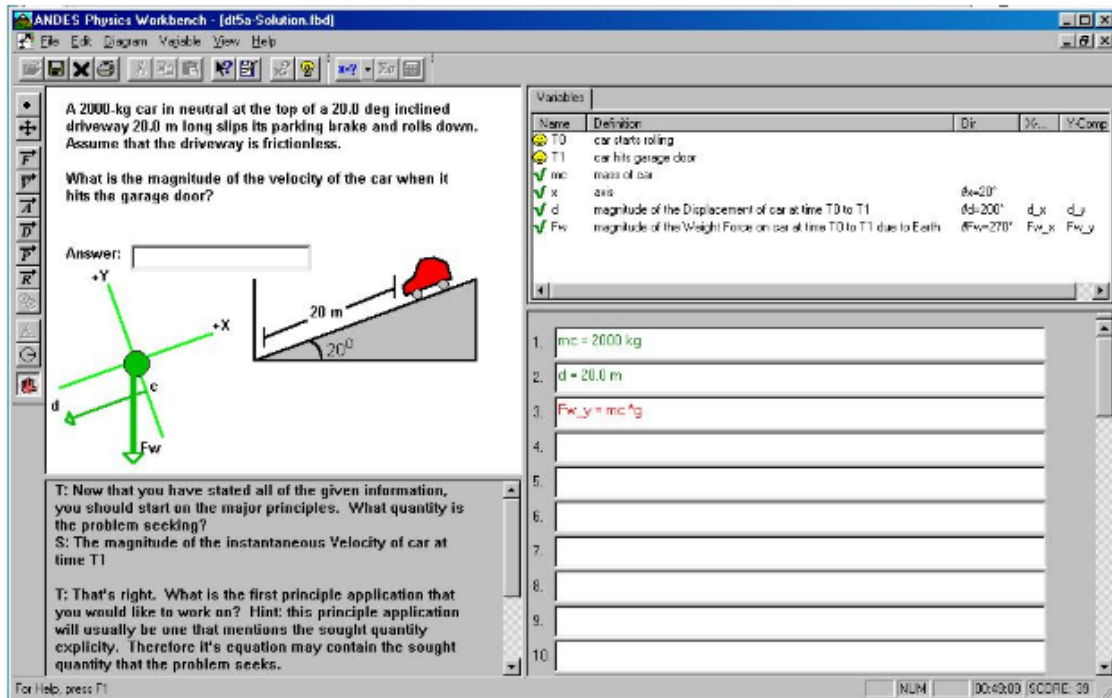 ANDES Physics Workbench - [dt5a-Solution.fbd]
File Edit Diagram Variable View Help
A 2000-kg car in neutral at the top of a 20.0 deg inclined
driveway 20.0 m long slips its parking brake and rolls down.
Assume that the driveway is frictionless.
What is the magnitude of the velocity of the car when it
hits the garage door?
Answer:
+Y
+X
20 m
20⁰
c
d
Fw
T: Now that you have stated all of the given information,
you should start on the major principles. What quantity is
the problem seeking?
S: The magnitude of the instantaneous Velocity of car at
time T1
T: That's right. What is the first principle application that
you would like to work on? Hint: this principle application
will usually be one that mentions the sought quantity
explicity. Therefore it's equation may contain the sought
quantity that the problem seeks.
Variables
Name Definition Dir X-... Y-Comp
T0 car starts rolling
T1 car hits garage door
mc mass of car
x axis θx=20°
d magnitude of the Displacement of car at time T0 to T1 θd=200° d_x d_y
Fw magnitude of the Weight Force on car at time T0 to T1 due to Earth θFw=270° Fw_x Fw_y
1. mc = 2000 kg
2. d = 20.0 m
3. Fw_y = mc *g
4.
5.
6.
7.
8.
9.
10.
For Help, press F1
NUM 00:49:09 SCORE: 39